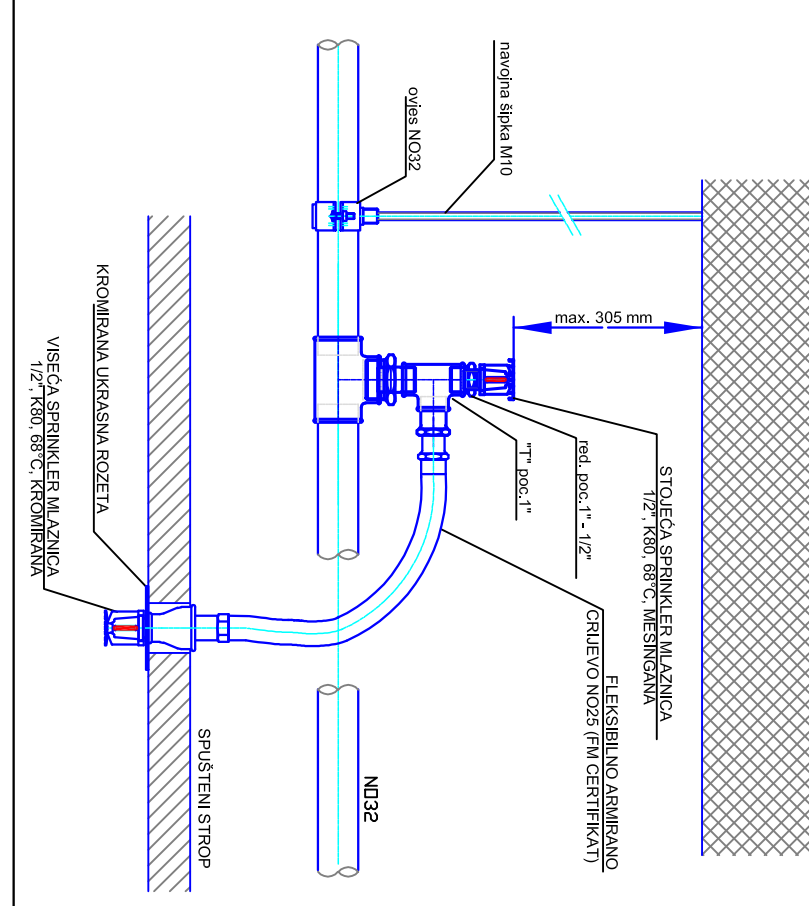 navojna šipka M10
ovjes NO32
max. 305 mm
STOJEĆA SPRINKLER MLAZNICA
1/2", K80, 68°C, MESINGANA
red. poc.1" - 1/2"
"T" poc.1"
FLEKSIBILNO ARMIRANO
CRIJEVO NO25 (FM CERTIFIKAT)
KROMIRANA UKRASNA ROZETA
VISEĆA SPRINKLER MLAZNICA
1/2", K80, 68°C, KROMIRANA
SPUŠTENI STROP
NO32